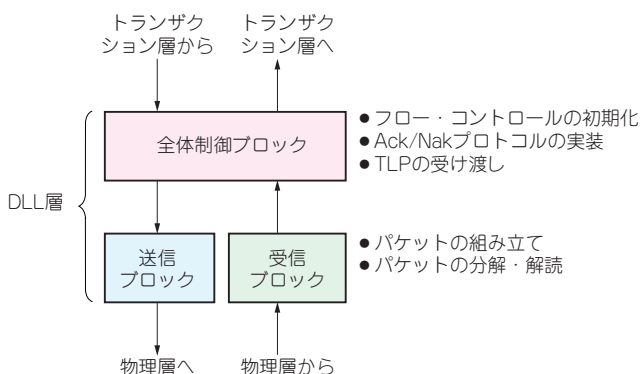 トランザク
ション層から
トランザク
ション層へ
全体制御ブロック
●フロー・コントロールの初期化
●Ack/Nakプロトコルの実装
●TLPの受け渡し
DLL層
送信
ブロック
受信
ブロック
●パケットの組み立て
●パケットの分解・解読
物理層へ
物理層から